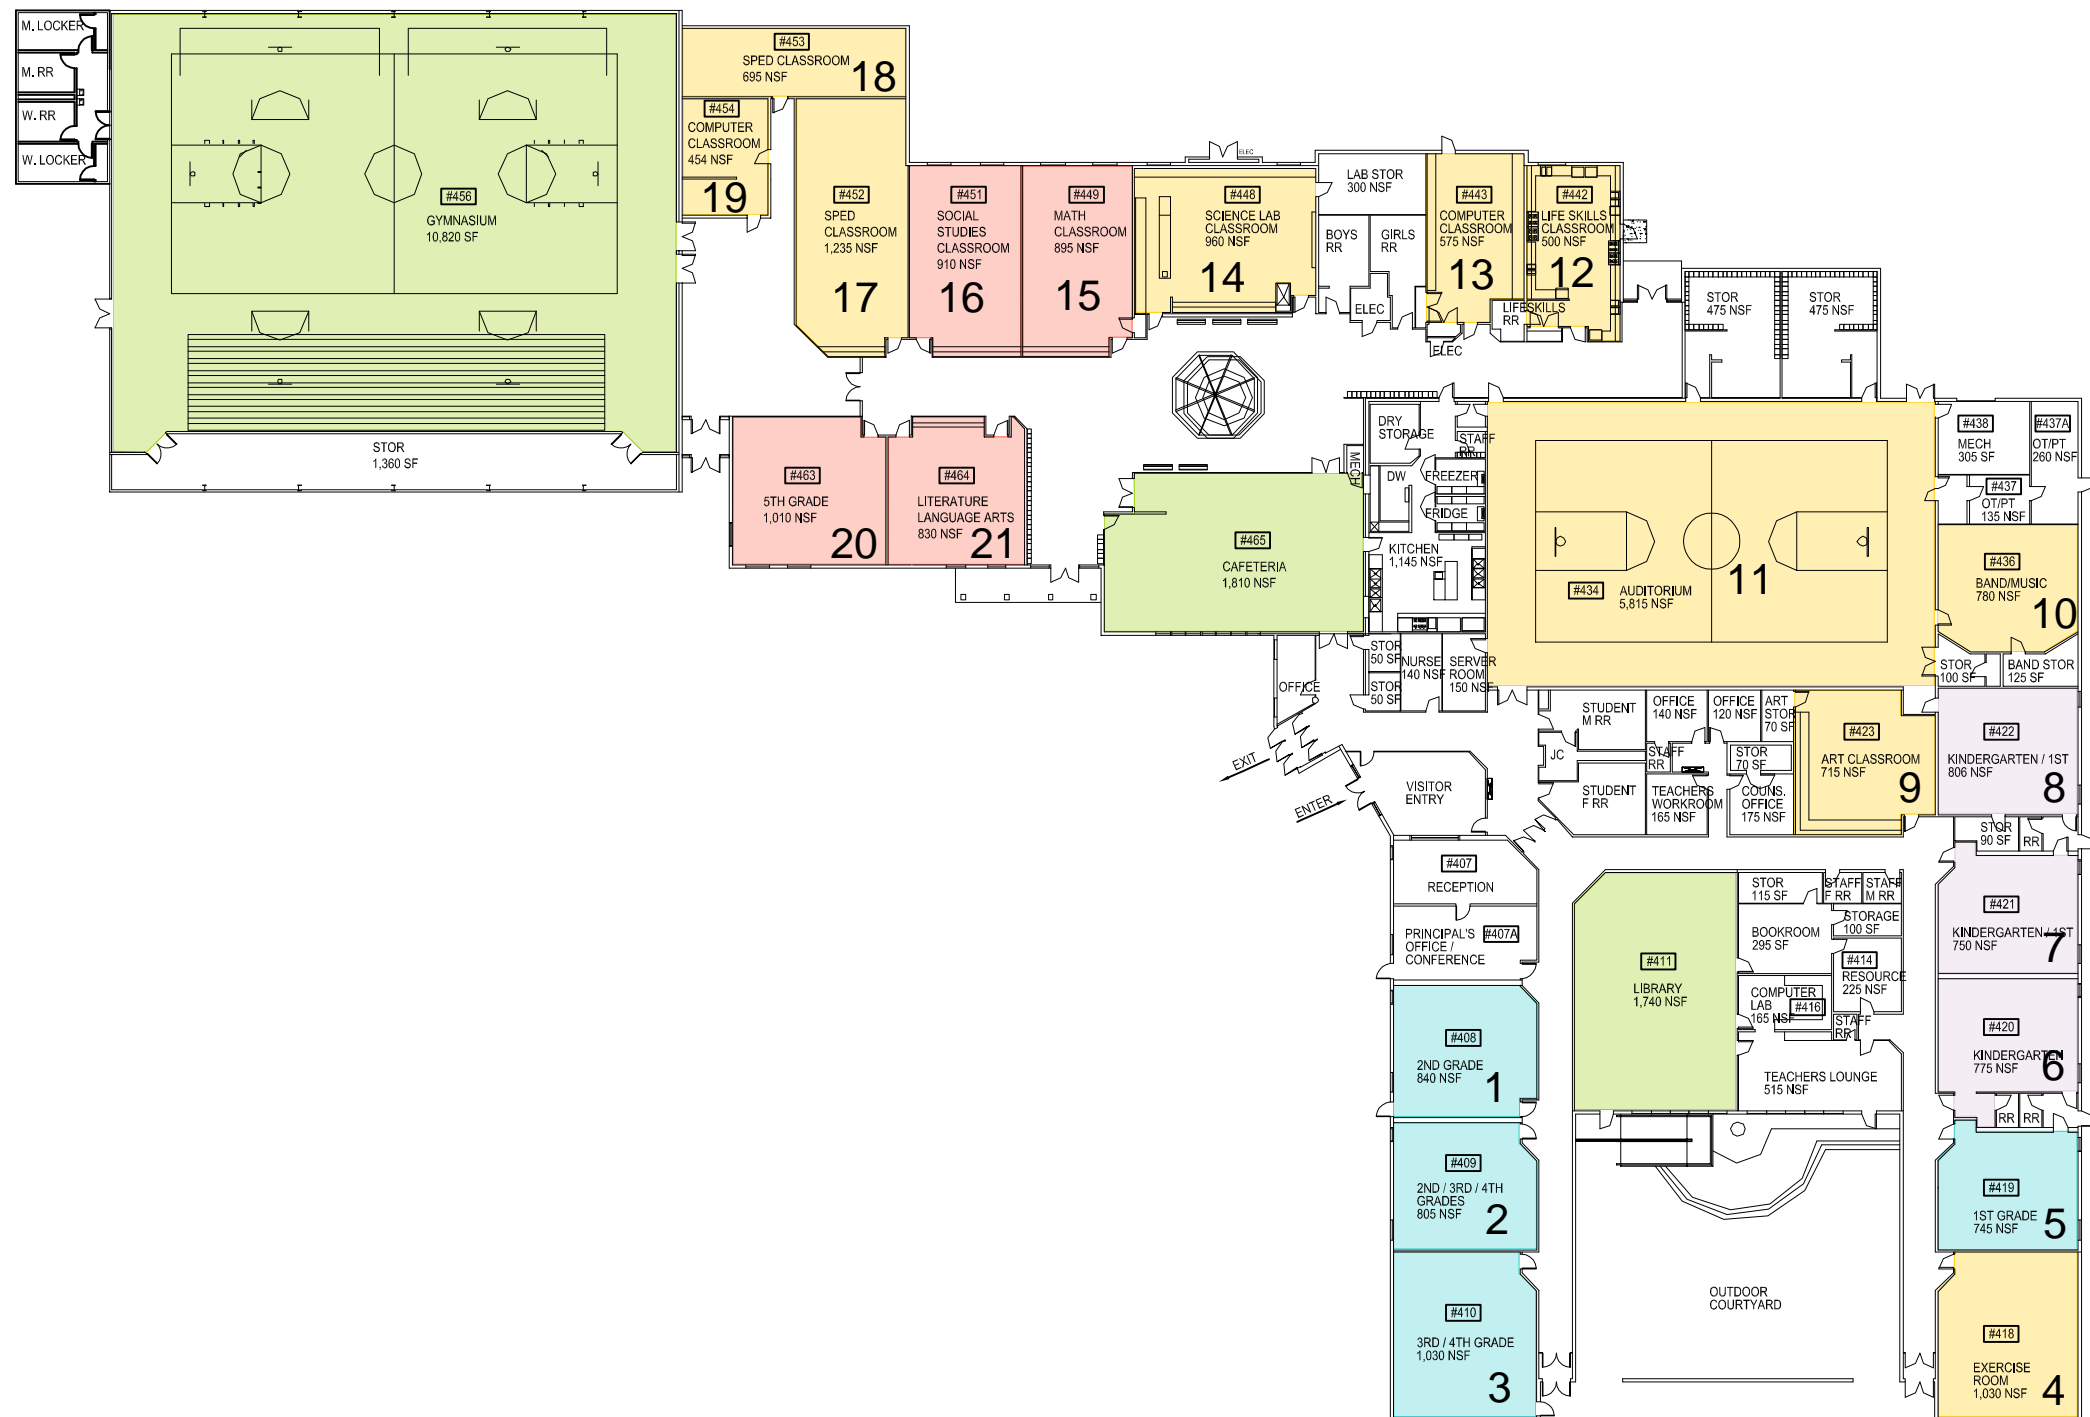 M. LOCKER
M. RR
W. RR
W. LOCKER
#456
GYMNASIUM
10,820 SF
STOR
1,360 SF
#453
SPED CLASSROOM
695 NSF
18
#454
COMPUTER
CLASSROOM
454 NSF
19
#452
SPED
CLASSROOM
1,235 NSF
17
#451
SOCIAL
STUDIES
CLASSROOM
910 NSF
16
#449
MATH
CLASSROOM
895 NSF
15
ELEC
#448
SCIENCE LAB
CLASSROOM
960 NSF
14
LAB STOR
300 NSF
BOYS
RR
GIRLS
RR
ELEC
#443
COMPUTER
CLASSROOM
575 NSF
13
ELEC
#442
LIFE SKILLS
CLASSROOM
500 NSF
12
LIFESKILLS
RR
STOR
475 NSF
STOR
475 NSF
#463
5TH GRADE
1,010 NSF
20
#464
LITERATURE
LANGUAGE ARTS
830 NSF
21
#465
CAFETERIA
1,810 NSF
MECH
DRY
STORAGE
STAFF
RR
DW
FREEZER
FRIDGE
KITCHEN
1,145 NSF
#434
AUDITORIUM
5,815 NSF
11
#438
MECH
305 SF
#437A
OT/PT
260 NSF
#437
OT/PT
135 NSF
#436
BAND/MUSIC
780 NSF
10
STOR
100 SF
BAND STOR
125 SF
OFFICE
STOR
50 SF
STOR
50 SF
NURSE
140 NSF
SERVER
ROOM
150 NSF
EXIT
ENTER
VISITOR
ENTRY
STUDENT
M RR
JC
STUDENT
F RR
OFFICE
140 NSF
OFFICE
120 NSF
ART
STOR
70 SF
STAFF
RR
STOR
70 SF
TEACHERS
WORKROOM
165 NSF
COUNS.
OFFICE
175 NSF
#423
ART CLASSROOM
715 NSF
9
#422
KINDERGARTEN / 1ST
806 NSF
8
STOR
90 SF
RR
#407
RECEPTION
PRINCIPAL'S
OFFICE /
CONFERENCE
#407A
#411
LIBRARY
1,740 NSF
STOR
115 SF
STAFF
F RR
STAFF
M RR
STORAGE
100 SF
BOOKROOM
295 SF
#414
RESOURCE
225 NSF
COMPUTER
LAB
165 NSF
#416
STAFF
RR
TEACHERS LOUNGE
515 NSF
#421
KINDERGARTEN / 1ST
750 NSF
7
#420
KINDERGARTEN
775 NSF
6
RR
RR
#408
2ND GRADE
840 NSF
1
#409
2ND / 3RD / 4TH
GRADES
805 NSF
2
#410
3RD / 4TH GRADE
1,030 NSF
3
OUTDOOR
COURTYARD
#419
1ST GRADE
745 NSF
5
#418
EXERCISE
ROOM
1,030 NSF
4